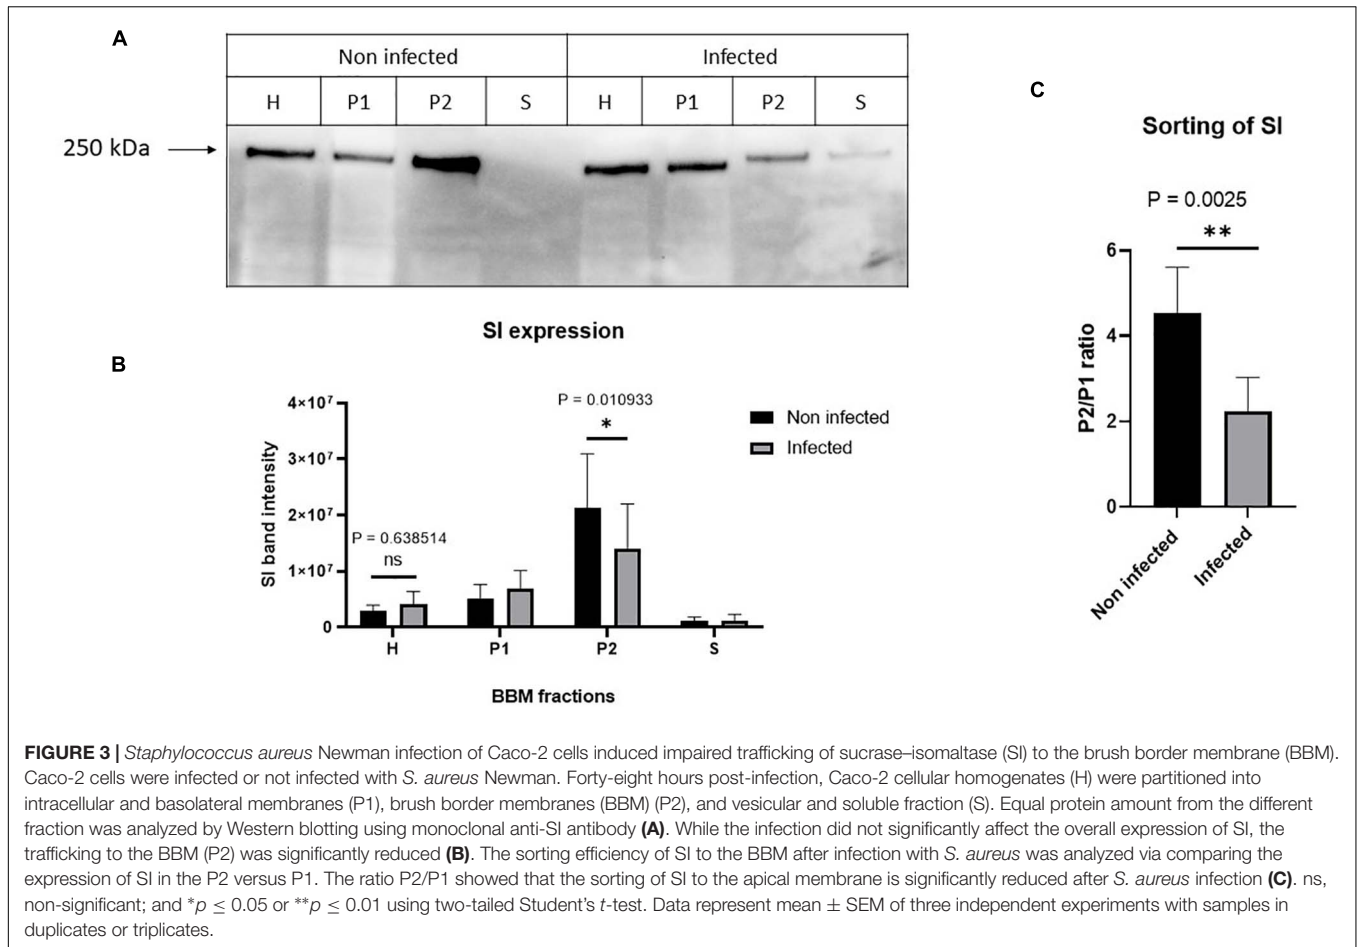 A
Non infected Infected
H P1 P2 S H P1 P2 S
250 kDa
SI expression
B
P = 0.010933
*
P = 0.638514
ns
4×10⁷
3×10⁷
2×10⁷
1×10⁷
0
SI band intensity
H P1 P2 S
BBM fractions
Non infected
Infected
C
Sorting of SI
P = 0.0025
**
6
4
2
0
P2/P1 ratio
Non infected
Infected
FIGURE 3 | Staphylococcus aureus Newman infection of Caco-2 cells induced impaired trafficking of sucrase–isomaltase (SI) to the brush border membrane (BBM).
Caco-2 cells were infected or not infected with S. aureus Newman. Forty-eight hours post-infection, Caco-2 cellular homogenates (H) were partitioned into
intracellular and basolateral membranes (P1), brush border membranes (BBM) (P2), and vesicular and soluble fraction (S). Equal protein amount from the different
fraction was analyzed by Western blotting using monoclonal anti-SI antibody (A). While the infection did not significantly affect the overall expression of SI, the
trafficking to the BBM (P2) was significantly reduced (B). The sorting efficiency of SI to the BBM after infection with S. aureus was analyzed via comparing the
expression of SI in the P2 versus P1. The ratio P2/P1 showed that the sorting of SI to the apical membrane is significantly reduced after S. aureus infection (C). ns,
non-significant; and *p ≤ 0.05 or **p ≤ 0.01 using two-tailed Student's t-test. Data represent mean ± SEM of three independent experiments with samples in
duplicates or triplicates.